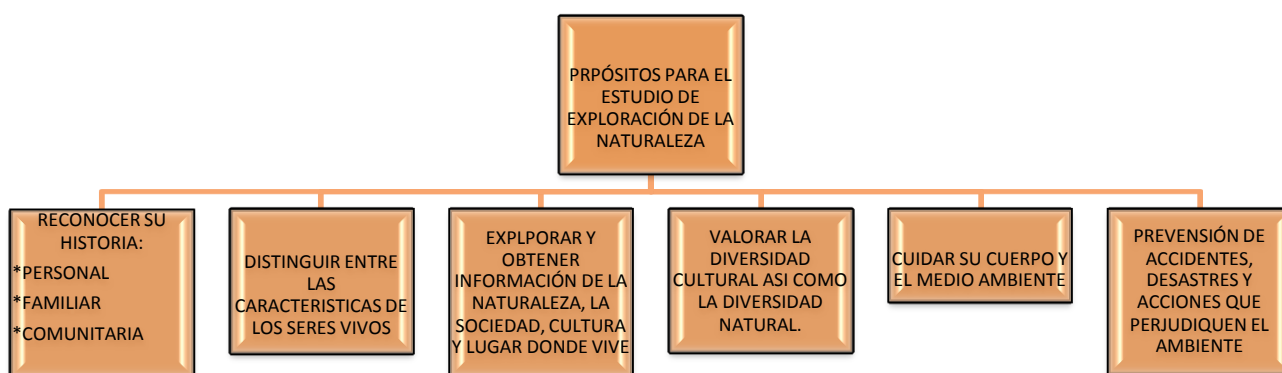 PRPÓSITOS PARA EL
ESTUDIO DE
EXPLORACIÓN DE LA
NATURALEZA
RECONOCER SU
HISTORIA:
*PERSONAL
*FAMILIAR
*COMUNITARIA
DISTINGUIR ENTRE
LAS
CARACTERISTICAS DE
LOS SERES VIVOS
EXPLPORAR Y
OBTENER
INFORMACIÓN DE LA
NATURALEZA, LA
SOCIEDAD, CULTURA
Y LUGAR DONDE VIVE
VALORAR LA
DIVERSIDAD
CULTURAL ASI COMO
LA DIVERSIDAD
NATURAL.
CUIDAR SU CUERPO Y
EL MEDIO AMBIENTE
PREVENSIÓN DE
ACCIDENTES,
DESASTRES Y
ACCIONES QUE
PERJUDIQUEN EL
AMBIENTE